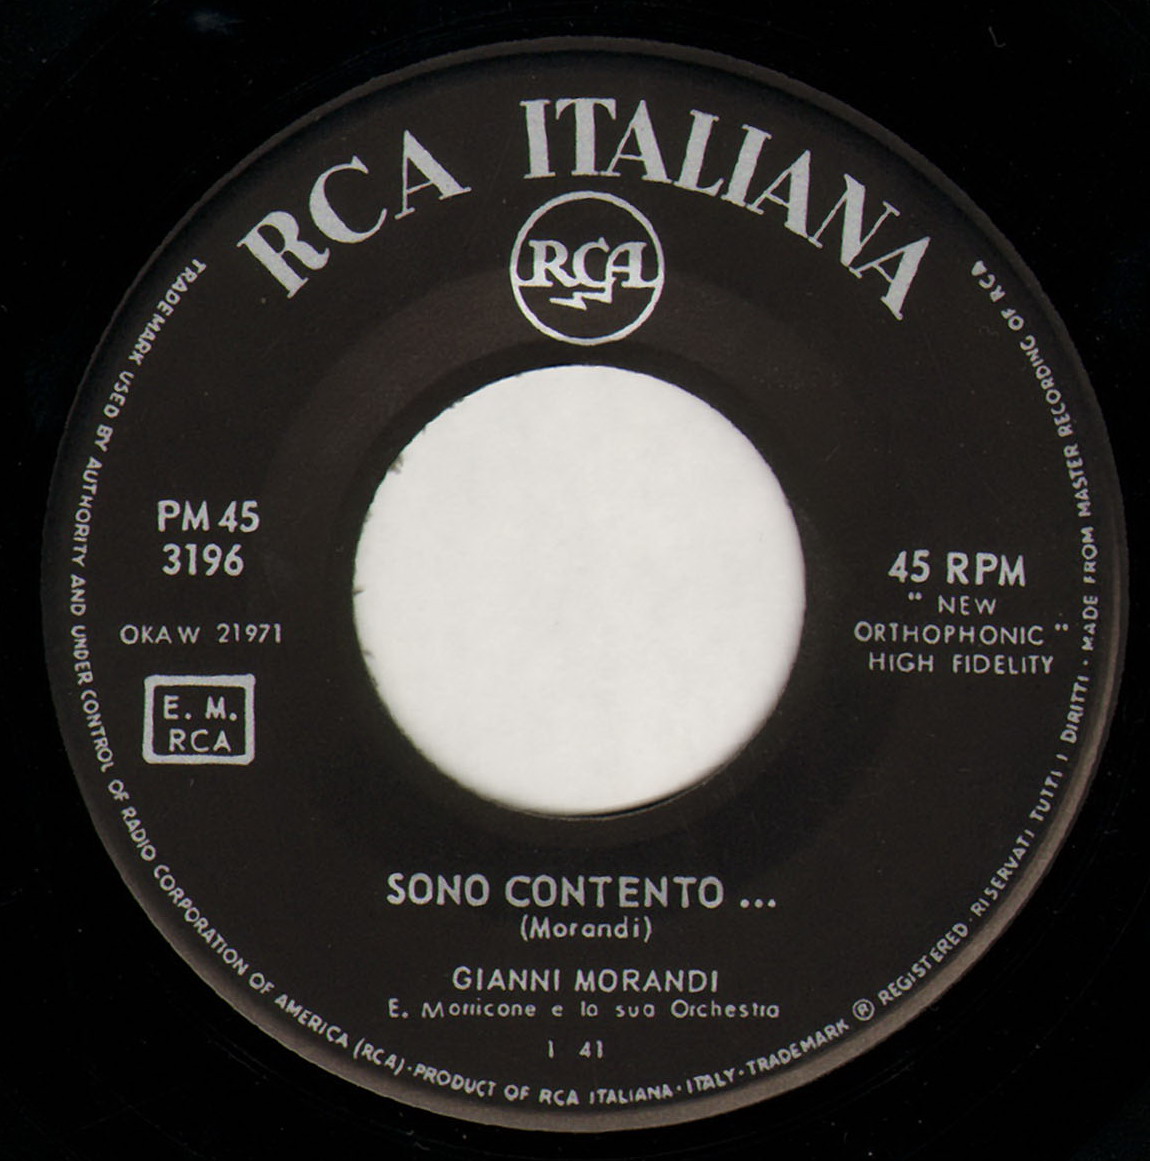 RCA ITALIANA
RCA
PM 45
3196
OKAW 21971
E. M.
RCA
45 RPM
" NEW
ORTHOPHONIC "
HIGH FIDELITY
SONO CONTENTO ...
(Morandi)
GIANNI MORANDI
E. Morricone e la sua Orchestra
1 41
TRADEMARK USED BY AUTHORITY AND UNDER CONTROL OF RADIO CORPORATION OF AMERICA (RCA)·PRODUCT OF RCA ITALIANA·ITALY·TRADEMARK ® REGISTERED·RISERVATI TUTTI I DIRITTI·MADE FROM MASTER RECORDING OF RCA